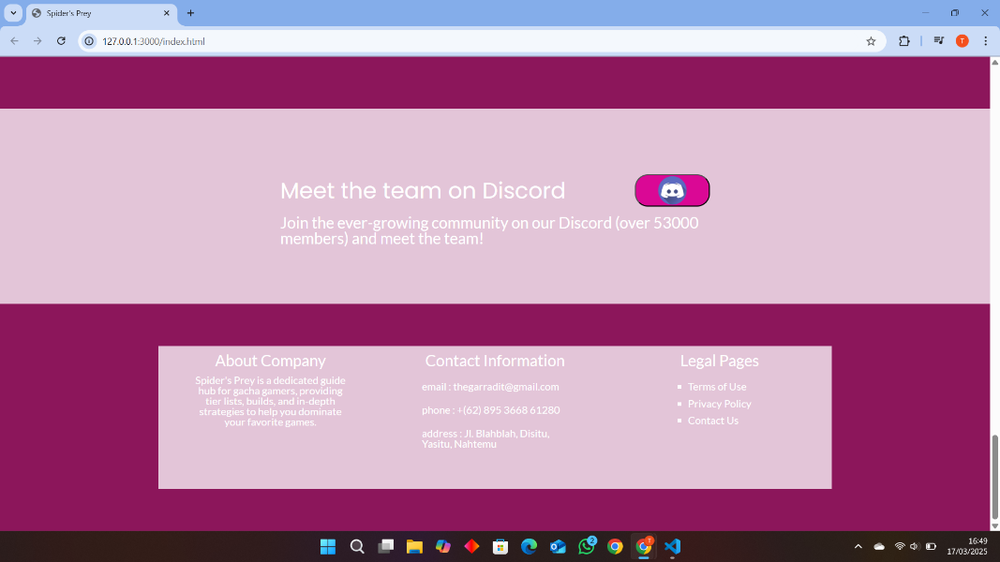 Spider's Prey
127.0.0.1:3000/index.html
T
Meet the team on Discord
Join the ever-growing community on our Discord (over 53000
members) and meet the team!
About Company
Spider's Prey is a dedicated guide
hub for gacha gamers, providing
tier lists, builds, and in-depth
strategies to help you dominate
your favorite games.
Contact Information
email : thegarradit@gmail.com
phone : +(62) 895 3668 61280
address : Jl. Blahblah, Disitu,
Yasitu, Nahtemu
Legal Pages
Terms of Use
Privacy Policy
Contact Us
2
T
16:49
17/03/2025